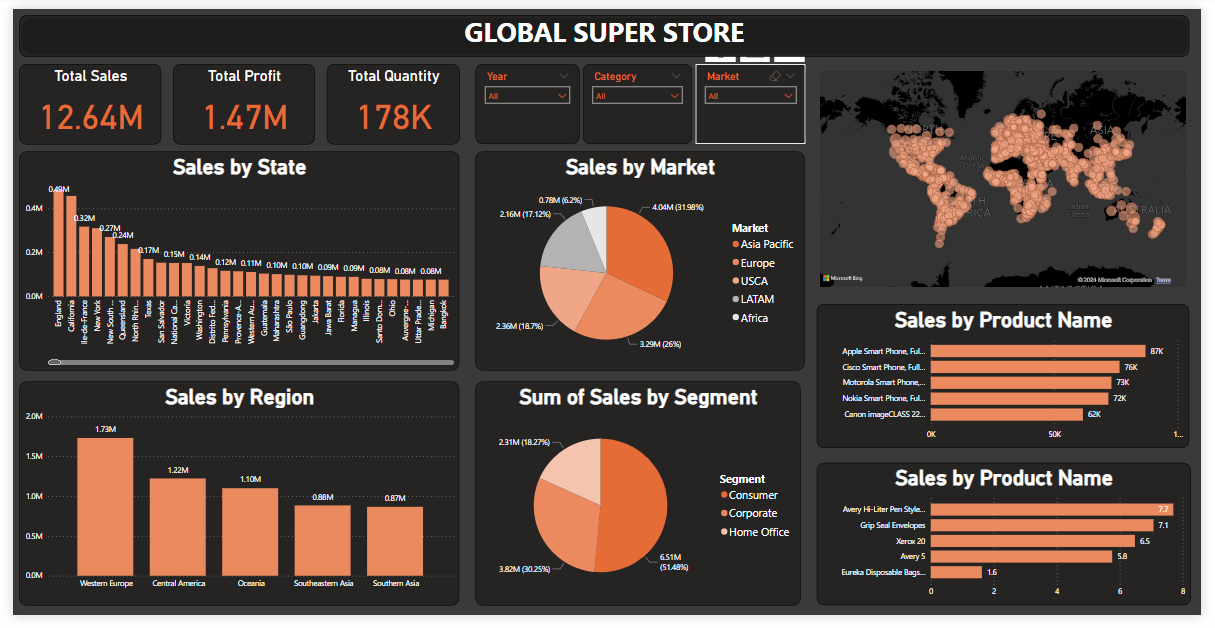 GLOBAL SUPER STORE
Total Sales
12.64M
Total Profit
1.47M
Total Quantity
178K
Year
All
Category
All
Market
All
Sales by State
0.4M
0.2M
0.0M
0.49M
0.32M
0.27M
0.24M
0.17M
0.15M
0.14M
0.12M
0.11M
0.10M
0.10M
0.09M
0.09M
0.08M
0.08M
0.08M
England
California
Ile-de-France
New York
New South ...
Queensland
North Rhin...
Texas
San Salvador
National Ca...
Victoria
Washington
Distrito Fed...
Pennsylvania
Provence-A...
Western Au...
Guatemala
Maharashtra
São Paulo
Guangdong
Jakarta
Jawa Barat
Florida
Managua
Illinois
Santo Dom...
Ohio
Auvergne-...
Uttar Prade...
Michigan
Bangkok
Sales by Market
0.78M (6.2%)
4.04M (31.98%)
2.16M (17.12%)
2.36M (18.7%)
3.29M (26%)
Market
Asia Pacific
Europe
USCA
LATAM
Africa
ASIA
Atlantic
Indian
Ocean
Microsoft Bing
©2024 Microsoft Corporation
Terms
Sales by Region
2.0M
1.5M
1.0M
0.5M
0.0M
1.73M
1.22M
1.10M
0.88M
0.87M
Western Europe
Central America
Oceania
Southeastern Asia
Southern Asia
Sum of Sales by Segment
2.31M (18.27%)
3.82M (30.25%)
6.51M
(51.48%)
Segment
Consumer
Corporate
Home Office
Sales by Product Name
Apple Smart Phone, Ful... 87K
Cisco Smart Phone, Full... 76K
Motorola Smart Phone,... 73K
Nokia Smart Phone, Ful... 72K
Canon imageCLASS 22... 62K
0K 50K 1...
Sales by Product Name
Avery Hi-Liter Pen Style... 7.7
Grip Seal Envelopes 7.1
Xerox 20 6.5
Avery 5 5.8
Eureka Disposable Bags... 1.6
0 2 4 6 8